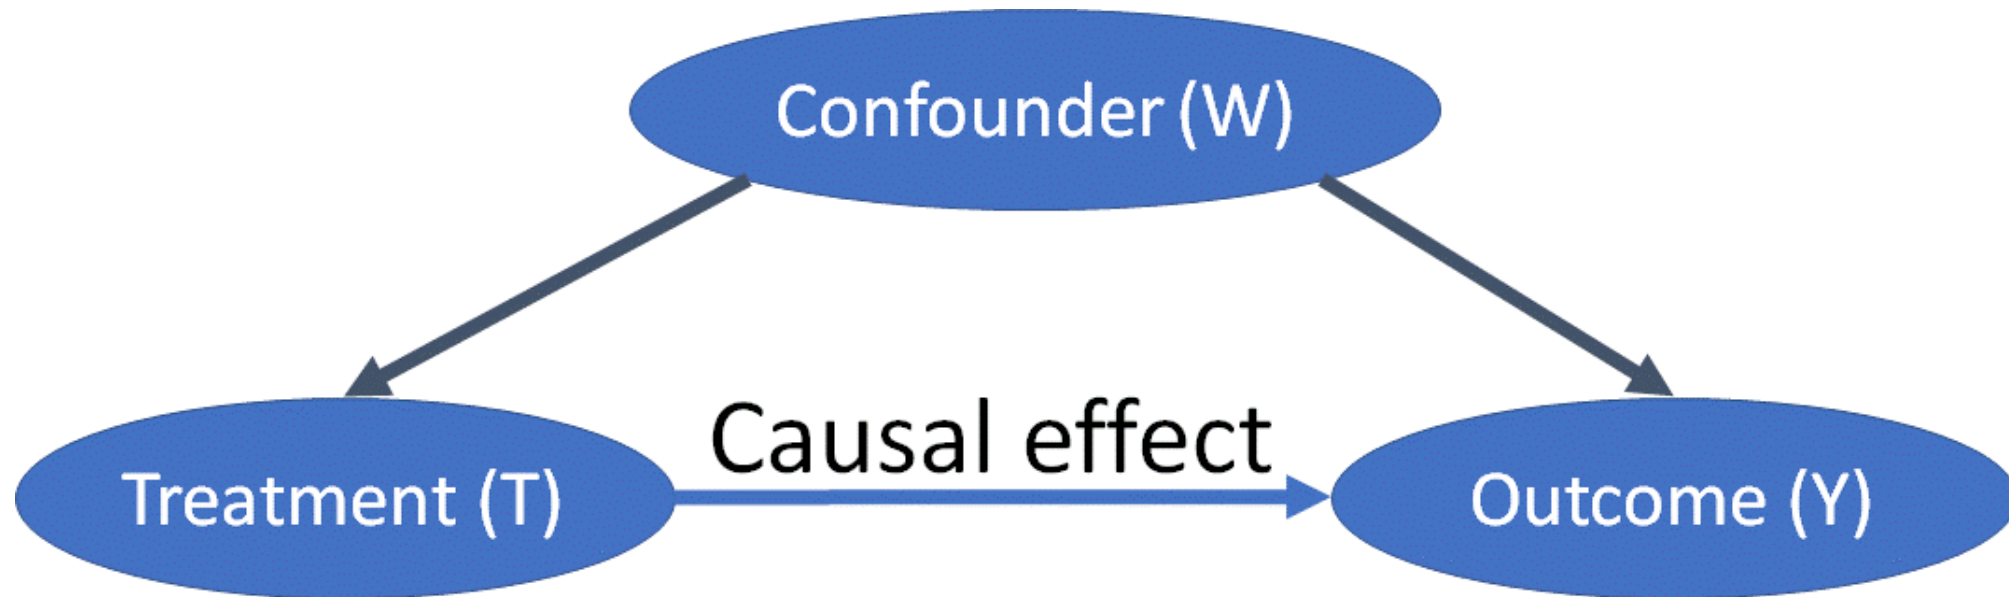 Confounder (W)
Causal effect
Treatment (T)
Outcome (Y)